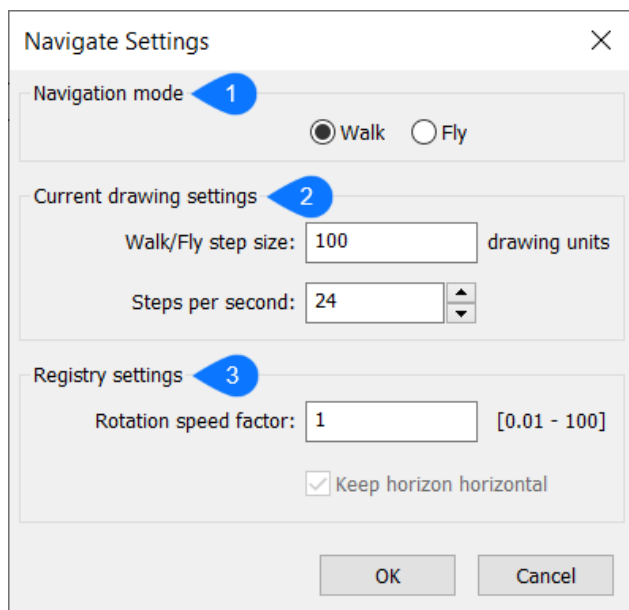 Navigate Settings
Navigation mode 1
Walk Fly
Current drawing settings 2
Walk/Fly step size: 100 drawing units
Steps per second: 24
Registry settings 3
Rotation speed factor: 1 [0.01 - 100]
Keep horizon horizontal
OK Cancel